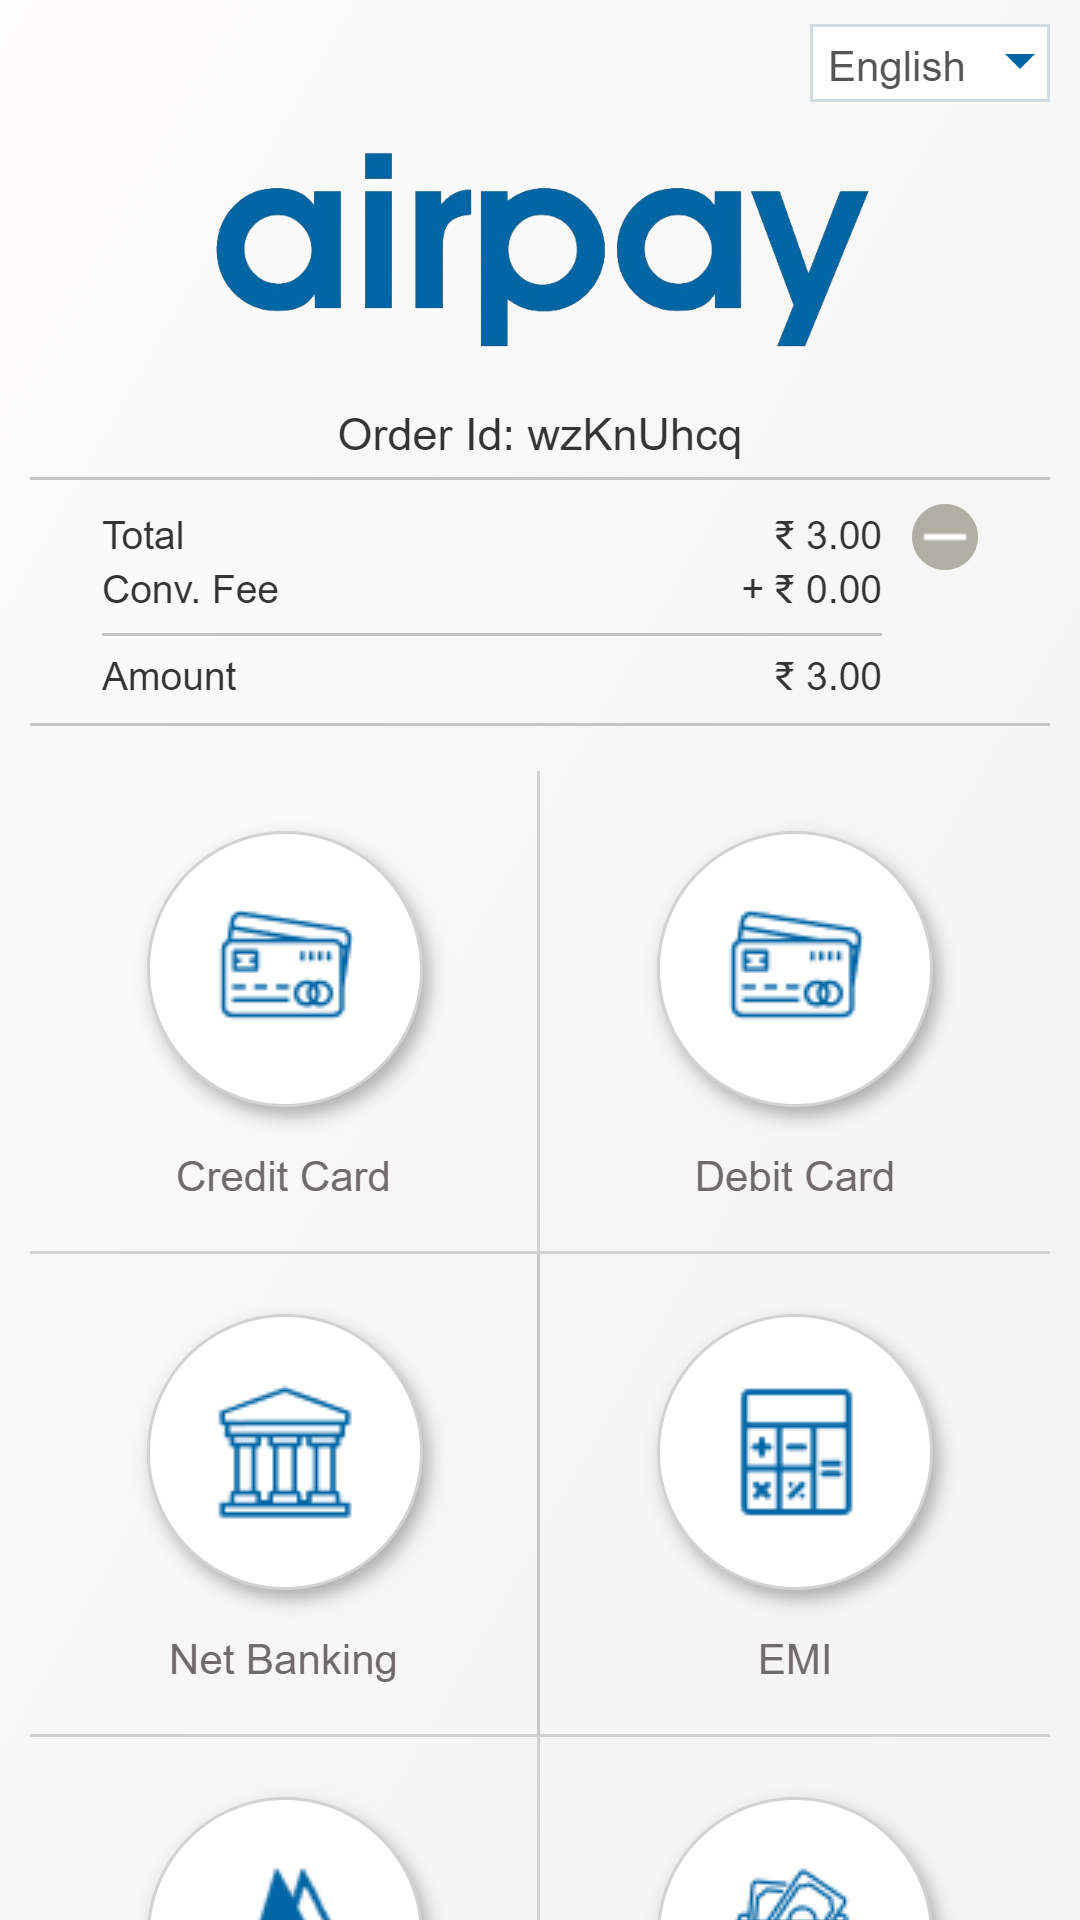 English
airpay
Order Id: wzKnUhcq
Total ₹ 3.00
Conv. Fee + ₹ 0.00
Amount ₹ 3.00
Credit Card Debit Card
Net Banking EMI